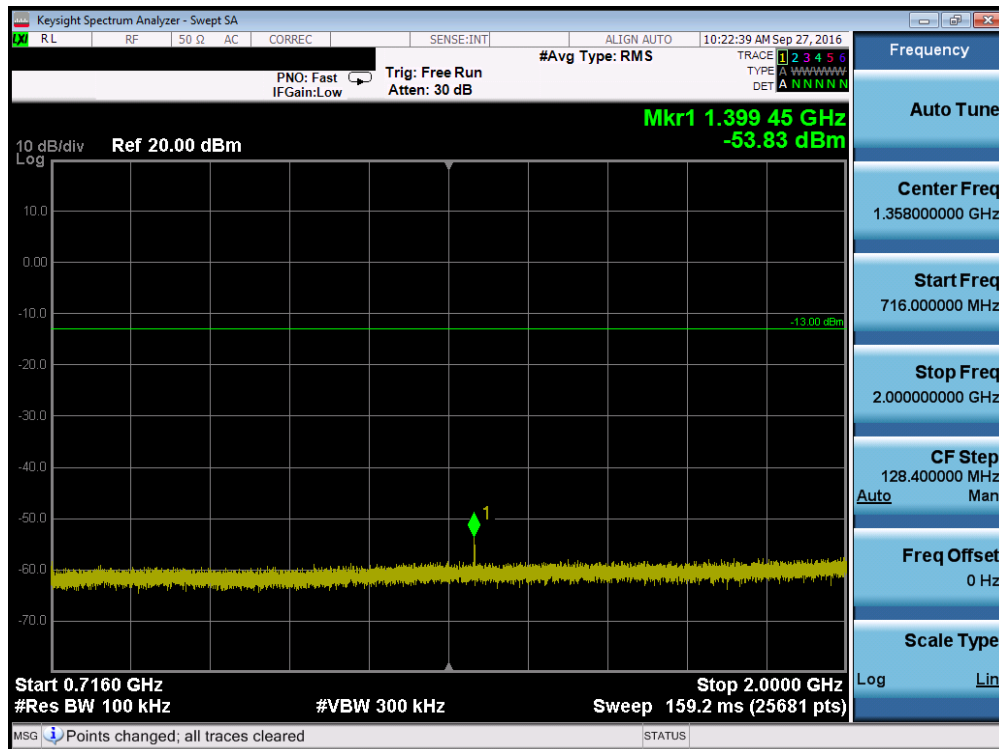 Keysight Spectrum Analyzer - Swept SA
LXI RL RF 50 Ω AC CORREC SENSE:INT ALIGN AUTO 10:22:39 AM Sep 27, 2016
Frequency
#Avg Type: RMS TRACE 1 2 3 4 5 6
PNO: Fast Trig: Free Run TYPE A WWWWW
IFGain:Low Atten: 30 dB DET A N N N N N
Auto Tune
Mkr1 1.399 45 GHz
-53.83 dBm
10 dB/div Ref 20.00 dBm
Log
Center Freq
1.358000000 GHz
10.0
0.00
Start Freq
716.000000 MHz
-10.0
-13.00 dBm
-20.0
Stop Freq
2.000000000 GHz
-30.0
-40.0
CF Step
128.400000 MHz
Auto Man
-50.0
1
Freq Offset
0 Hz
-60.0
-70.0
Scale Type
Log Lin
Start 0.7160 GHz Stop 2.0000 GHz
#Res BW 100 kHz #VBW 300 kHz Sweep 159.2 ms (25681 pts)
MSG Points changed; all traces cleared STATUS